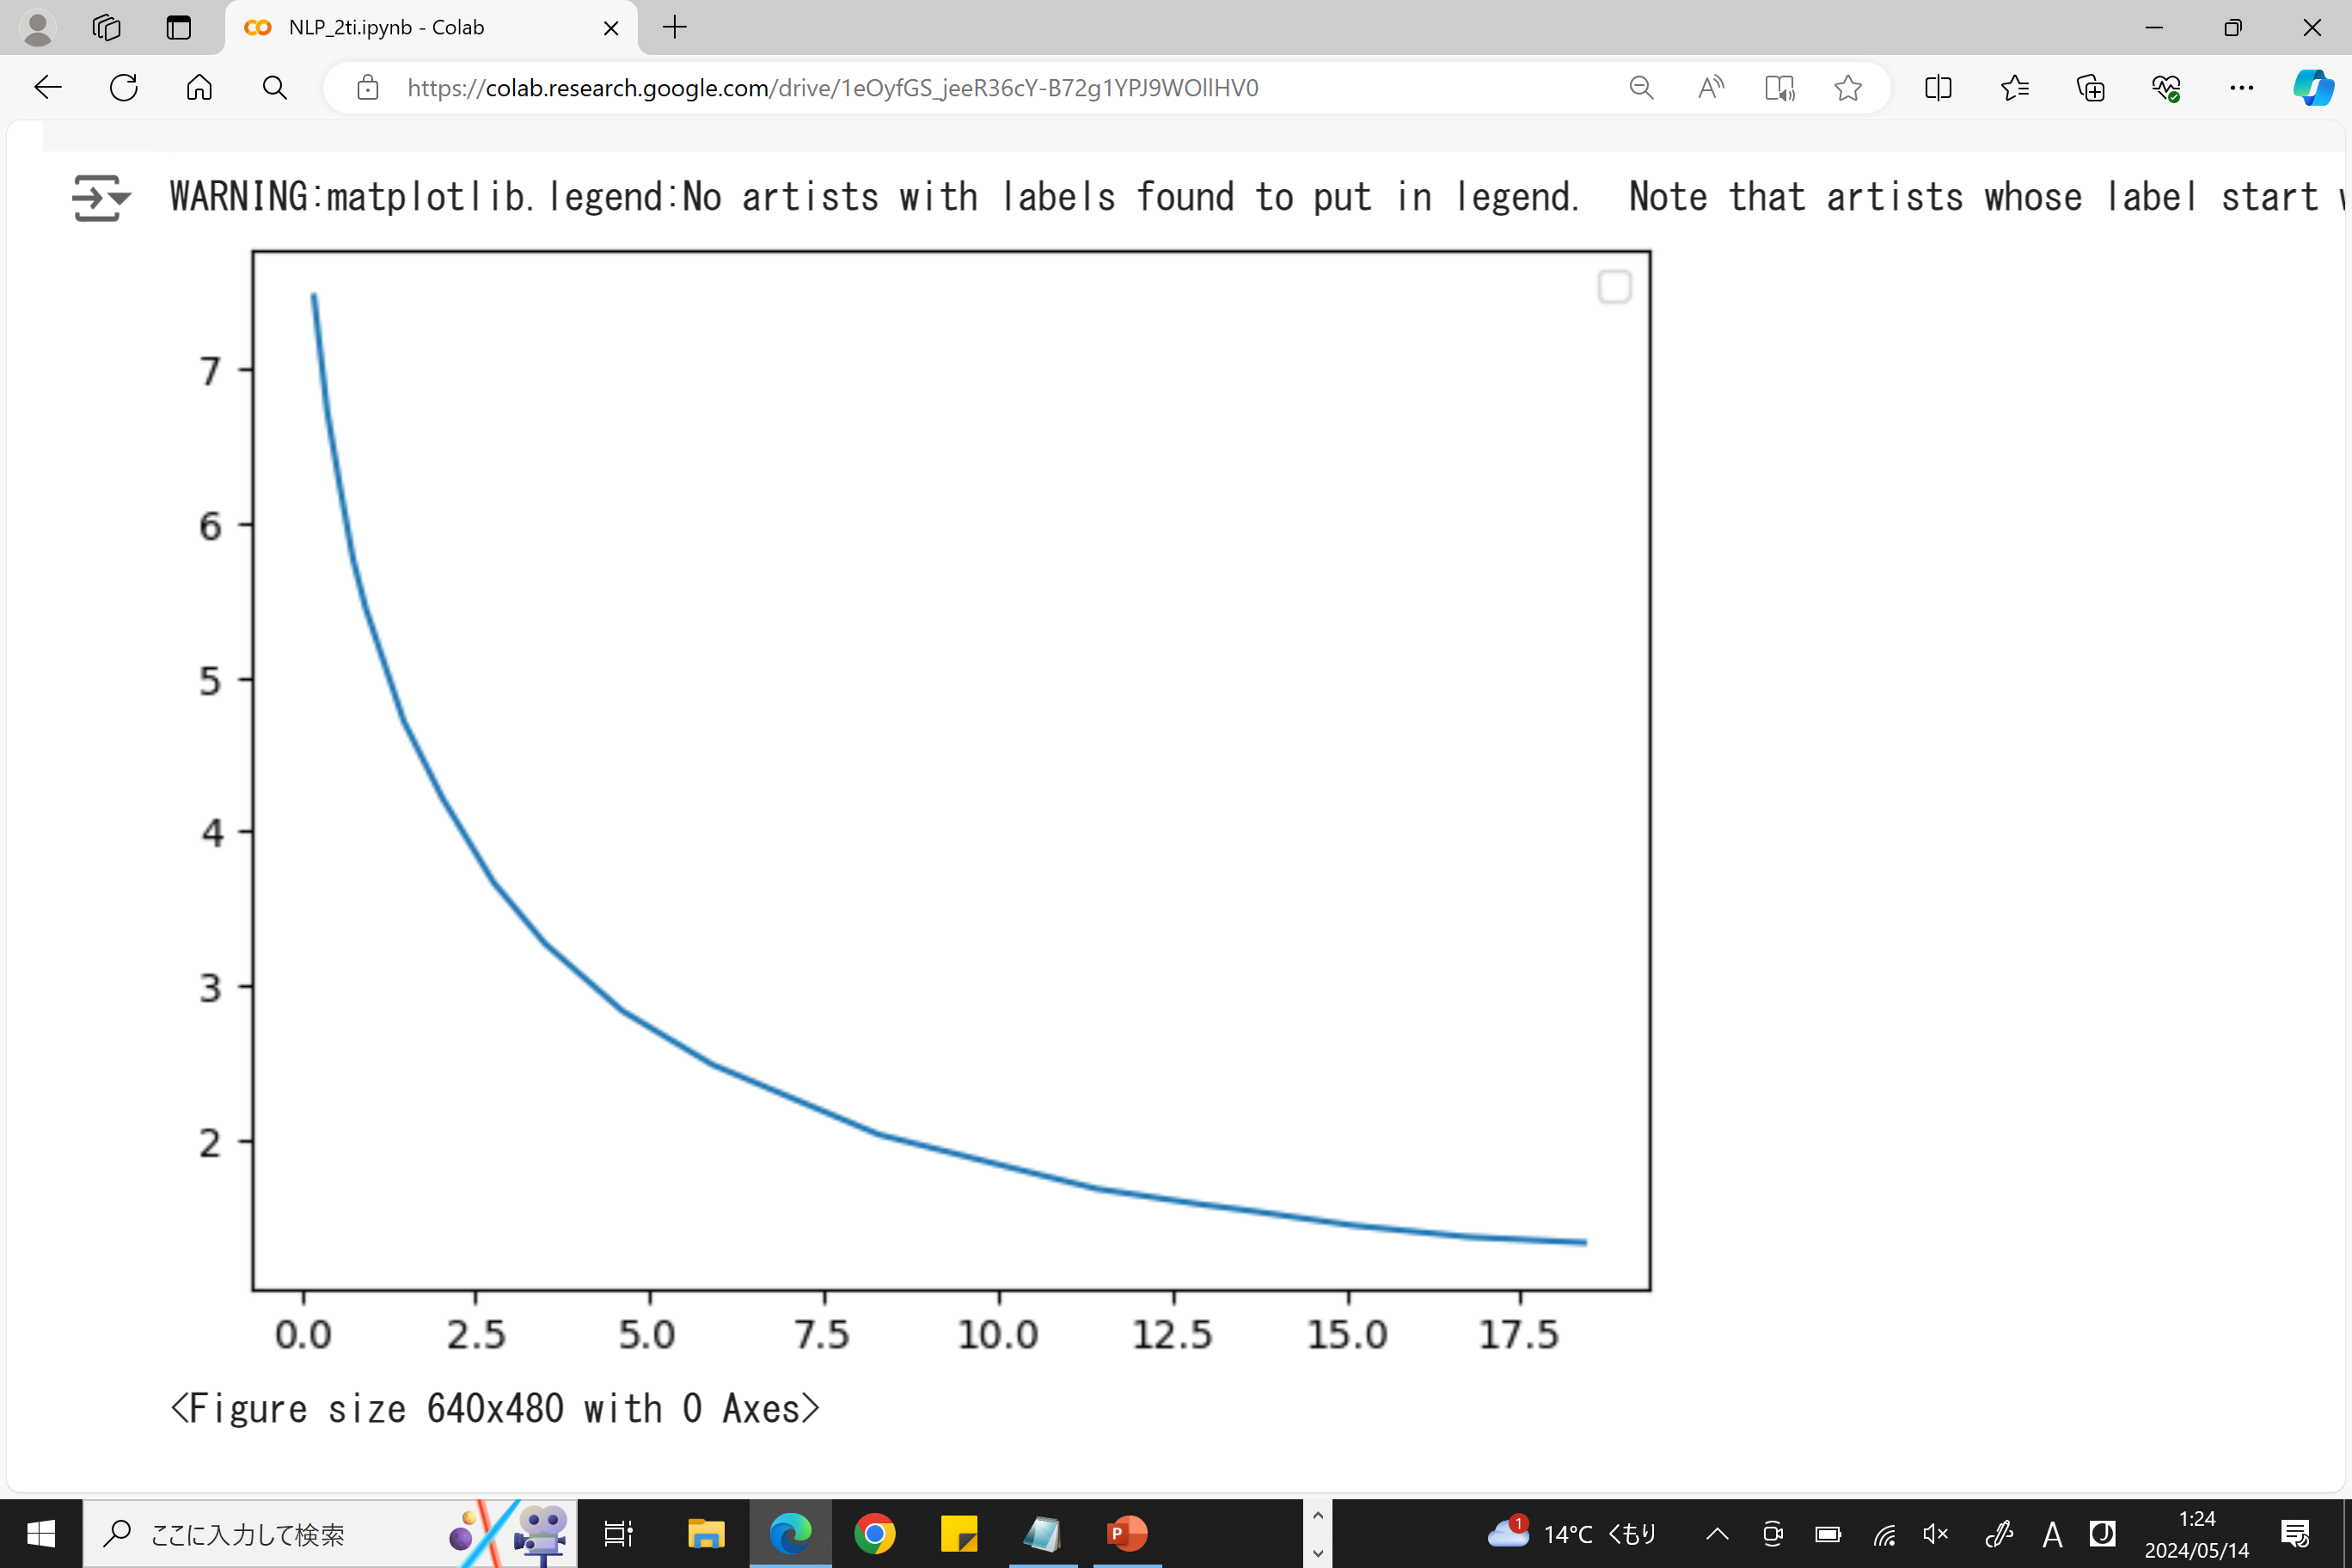 NLP_2ti.ipynb - Colab
https://colab.research.google.com/drive/1eOyfGS_jeeR36cY-B72g1YPJ9WOllHV0
WARNING:matplotlib.legend:No artists with labels found to put in legend.  Note that artists whose label start
7
6
5
4
3
2
0.0 2.5 5.0 7.5 10.0 12.5 15.0 17.5
<Figure size 640x480 with 0 Axes>
ここに入力して検索
P
1
14°C くもり
A
1:24
2024/05/14